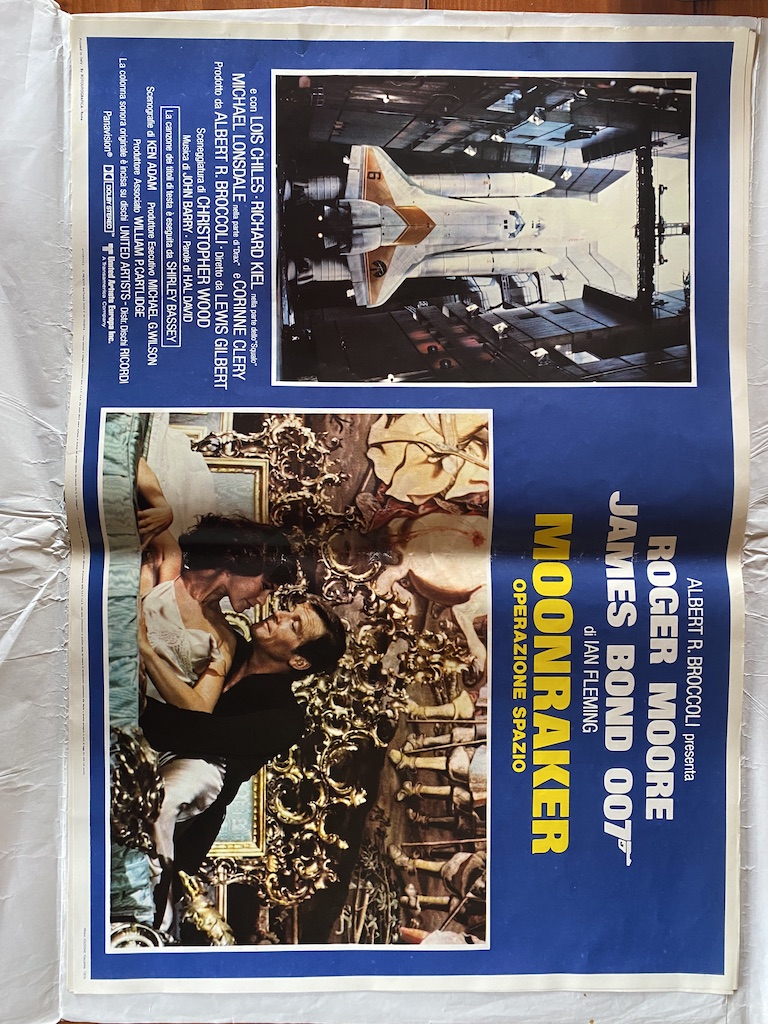 ALBERT R. BROCCOLI presenta
ROGER MOORE
JAMES BOND 007
di IAN FLEMING
MOONRAKER
OPERAZIONE SPAZIO
6
e con LOIS CHILES · RICHARD KIEL nella parte dello "Squalo"
MICHAEL LONSDALE nella parte di "Drax" e CORINNE CLERY
Prodotto da ALBERT R. BROCCOLI · Diretto da LEWIS GILBERT
Sceneggiatura di CHRISTOPHER WOOD
Musica di JOHN BARRY · Parole di HAL DAVID
La canzone dei titoli di testa è eseguita da SHIRLEY BASSEY
Scenografie di KEN ADAM Produttore Esecutivo MICHAEL G. WILSON
Produttore Associato WILLIAM P. CARTLIDGE
La colonna sonora originale è incisa su dischi UNITED ARTISTS - Distr. Dischi RICORDI
Panavision® DOLBY STEREO United Artists Europa Inc.
A Transamerica Company
Printed in Italy - By ROTOLITOGRAFICA - Roma